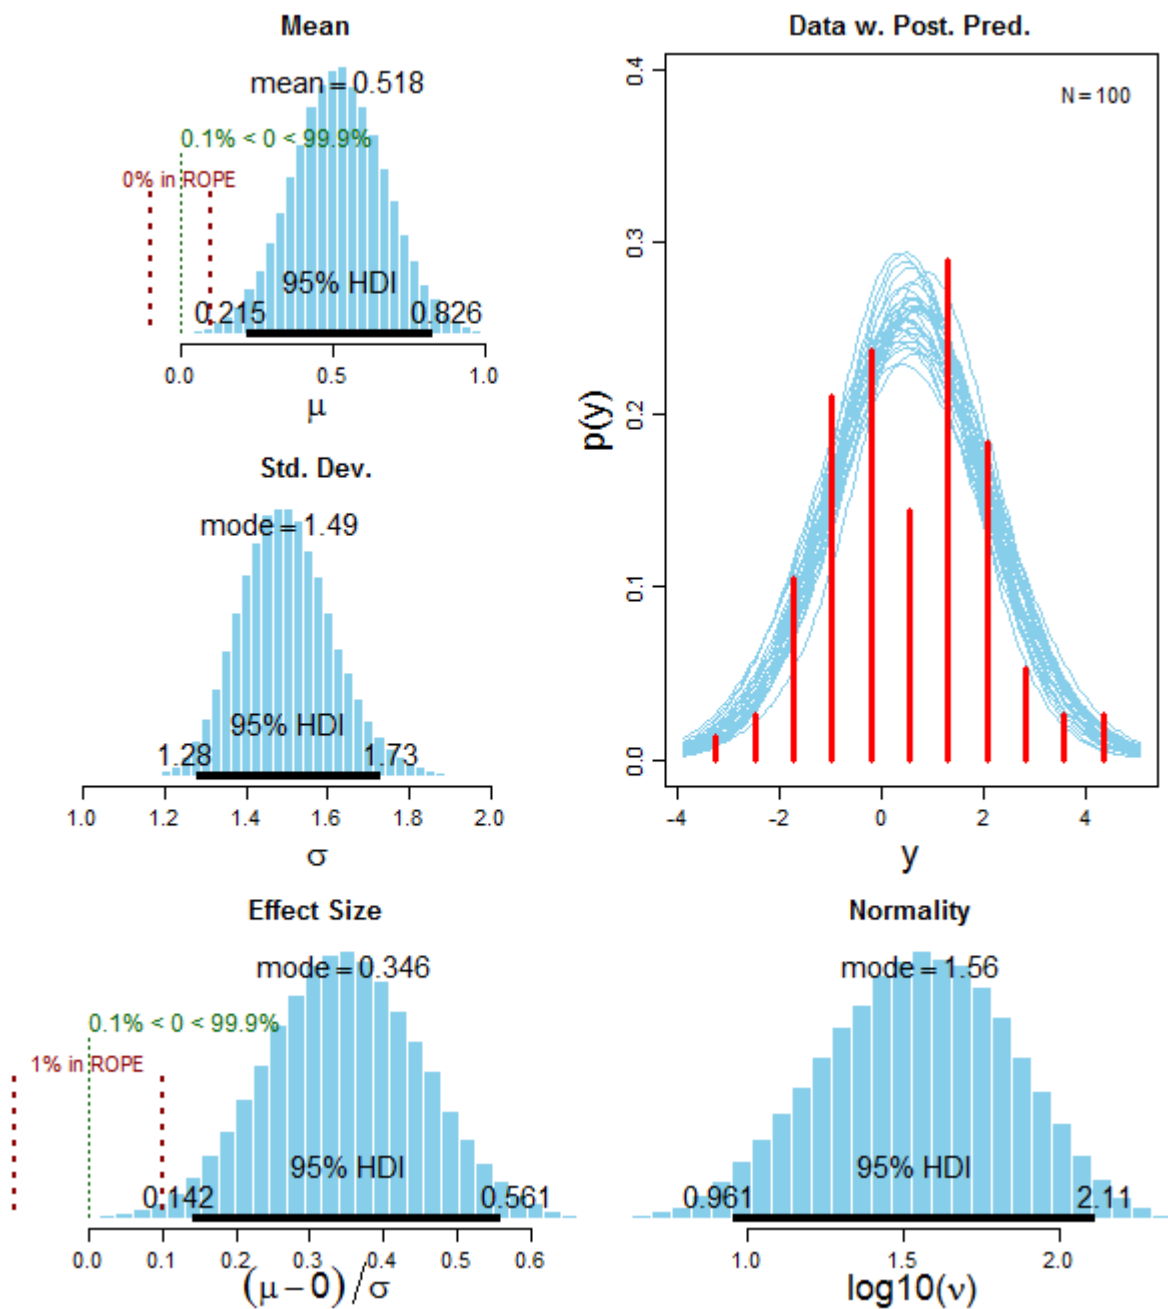 Mean
mean = 0.518
0.1% < 0 < 99.9%
0% in ROPE
95% HDI
0.215 0.826
0.0 0.5 1.0
μ
Data w. Post. Pred.
N = 100
0.4
0.3
0.2
0.1
0.0
p(y)
-4 -2 0 2 4
y
Std. Dev.
mode = 1.49
95% HDI
1.28 1.73
1.0 1.2 1.4 1.6 1.8 2.0
σ
Effect Size
mode = 0.346
0.1% < 0 < 99.9%
1% in ROPE
95% HDI
0.142 0.561
0.0 0.1 0.2 0.3 0.4 0.5 0.6
(μ − 0) / σ
Normality
mode = 1.56
95% HDI
0.961 2.11
1.0 1.5 2.0
log10(ν)